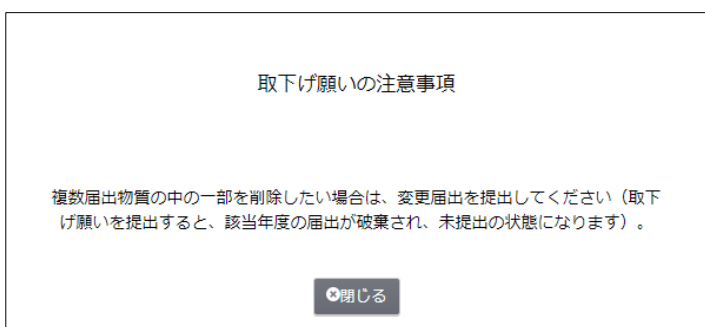 取下げ願いの注意事項
複数届出物質の中の一部を削除したい場合は、変更届出を提出してください（取下
げ願いを提出すると、該当年度の届出が破棄され、未提出の状態になります）。
閉じる